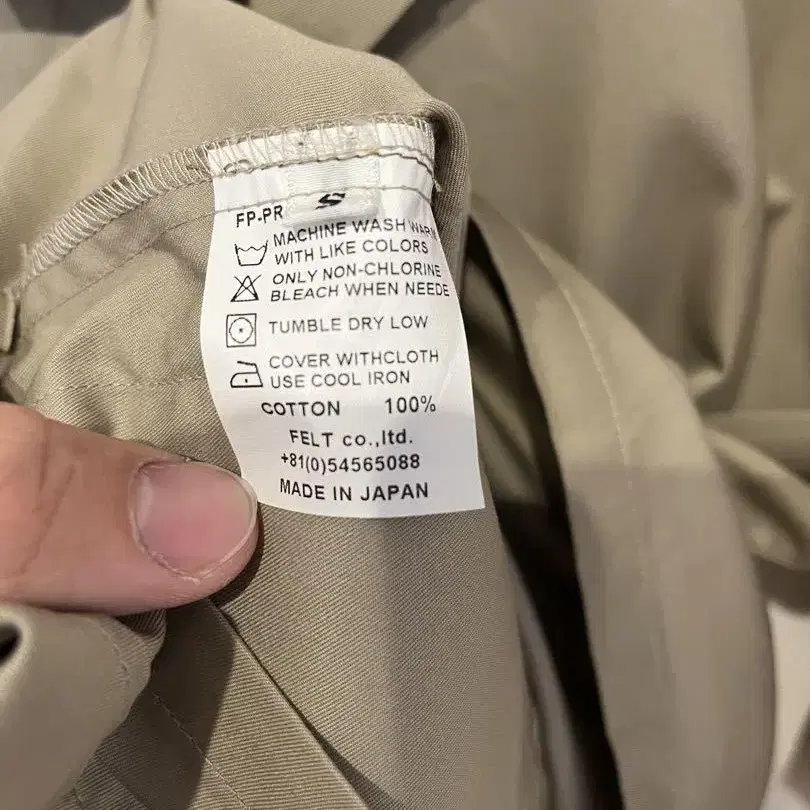 S
FP-PR
MACHINE WASH WARM
WITH LIKE COLORS
ONLY NON-CHLORINE
BLEACH WHEN NEEDE
TUMBLE DRY LOW
COVER WITHCLOTH
USE COOL IRON
COTTON 100%
FELT co.,ltd.
+81(0)54565088
MADE IN JAPAN